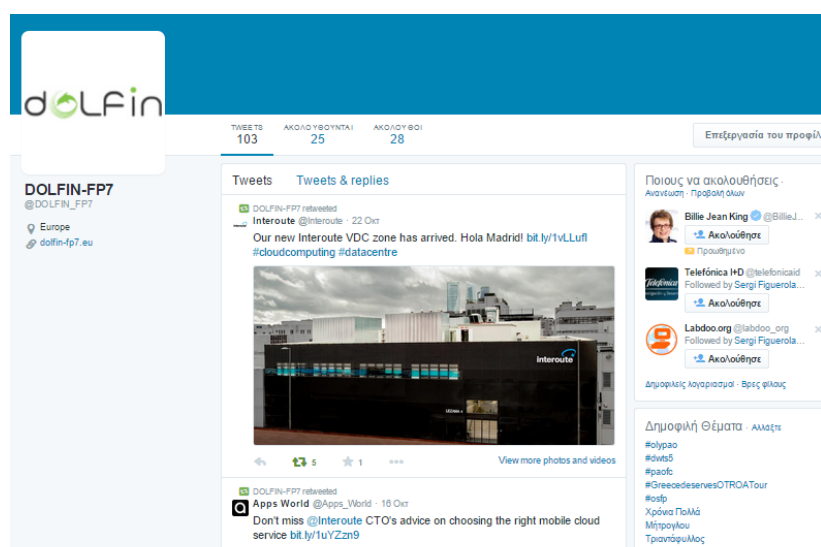 dolfin
TWEETS
103
ΑΚΟΛΟΥΘΟΥΝΤΑΙ
25
ΑΚΟΛΟΥΘΟΙ
28
Επεξεργασία του προφίλ
DOLFIN-FP7
@DOLFIN_FP7
Europe
dolfin-fp7.eu
Tweets Tweets & replies
DOLFIN-FP7 retweeted
Interoute @Interoute · 22 Οκτ
Our new Interoute VDC zone has arrived. Hola Madrid! bit.ly/1vLLufI
#cloudcomputing #datacentre
interoute
5 1
View more photos and videos
DOLFIN-FP7 retweeted
Apps World @Apps_World · 16 Οκτ
Don't miss @Interoute CTO's advice on choosing the right mobile cloud
service bit.ly/1uYZzn9
Ποιους να ακολουθήσεις ·
Ανανέωση · Προβολή όλων
Billie Jean King @BillieJ...
Ακολούθησε
Προωθημένο
Telefónica
Telefónica I+D @telefonicaid
Followed by Sergi Figuerola...
Ακολούθησε
Labdoo.org @labdoo_org
Followed by Sergi Figuerola...
Ακολούθησε
Δημοφιλείς λογαριασμοί · Βρες φίλους
Δημοφιλή Θέματα · Αλλάξτε
#olypao
#dwts5
#paofc
#GreecedeservesOTROATour
#osfp
Χρόνια Πολλά
Μήτρογλου
Τριαντάφυλλος